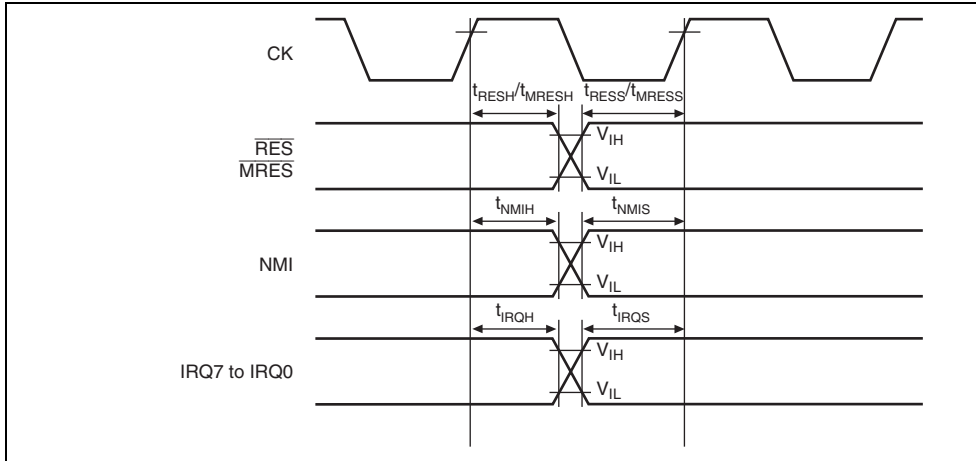 CK
tRESH/tMRESH tRESS/tMRESS
RES
MRES
VIH
VIL
tNMIH tNMIS
NMI
VIH
VIL
tIRQH tIRQS
IRQ7 to IRQ0
VIH
VIL